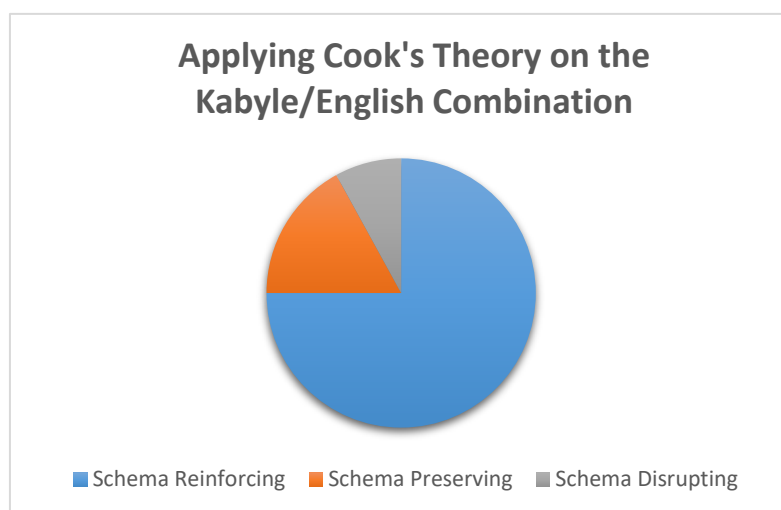 Applying Cook's Theory on the
Kabyle/English Combination
Schema Reinforcing Schema Preserving Schema Disrupting